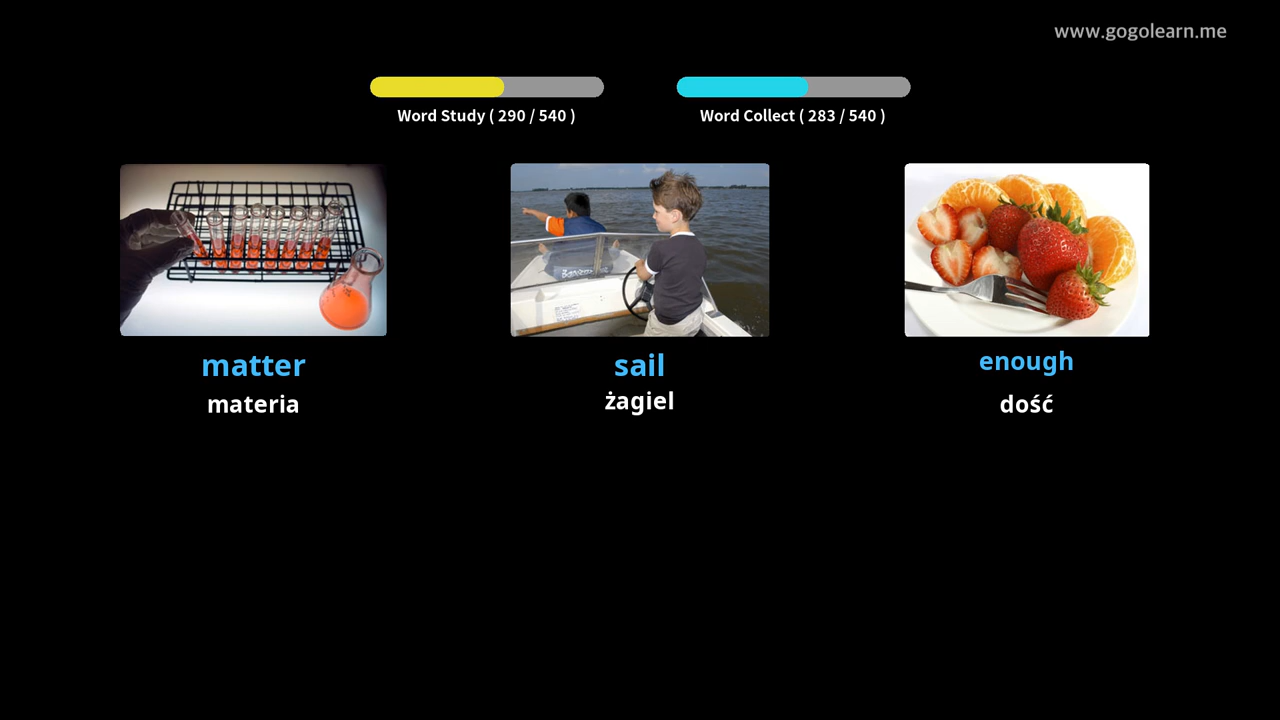 www.gogolearn.me
Word Study ( 290 / 540 )
Word Collect ( 283 / 540 )
matter
materia
sail
żagiel
enough
dość